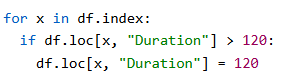 for x in df.index:
  if df.loc[x, "Duration"] > 120:
    df.loc[x, "Duration"] = 120